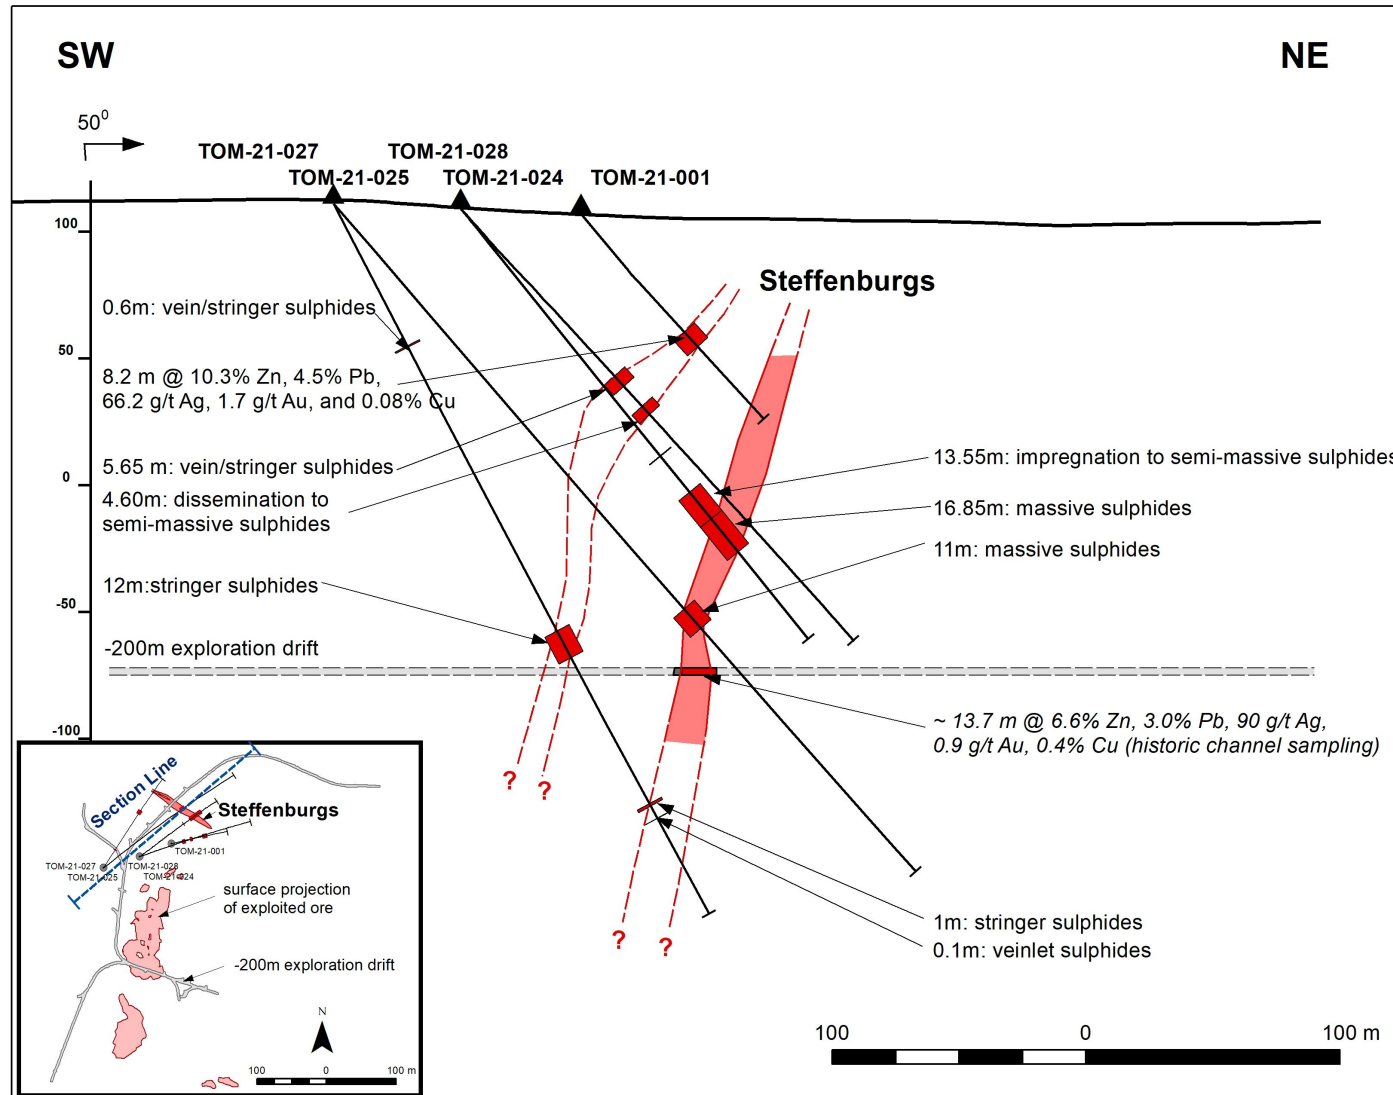 SW
NE
50⁰
TOM-21-027
TOM-21-028
TOM-21-025
TOM-21-024
TOM-21-001
100
50
0
-50
-100
Steffenburgs
0.6m: vein/stringer sulphides
8.2 m @ 10.3% Zn, 4.5% Pb,
66.2 g/t Ag, 1.7 g/t Au, and 0.08% Cu
5.65 m: vein/stringer sulphides
4.60m: dissemination to
semi-massive sulphides
12m:stringer sulphides
-200m exploration drift
13.55m: impregnation to semi-massive sulphides
16.85m: massive sulphides
11m: massive sulphides
~ 13.7 m @ 6.6% Zn, 3.0% Pb, 90 g/t Ag,
0.9 g/t Au, 0.4% Cu (historic channel sampling)
? ?
? ?
1m: stringer sulphides
0.1m: veinlet sulphides
100 0 100 m
Section Line
Steffenburgs
TOM-21-001
TOM-21-027
TOM-21-028
TOM-21-025
TOM-21-024
surface projection
of exploited ore
-200m exploration drift
N
100 0 100 m